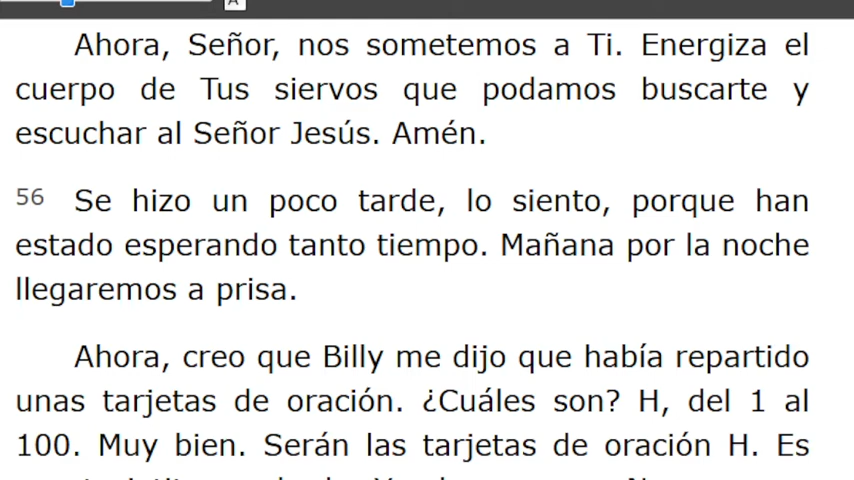 A
Ahora, Señor, nos sometemos a Ti. Energiza el
cuerpo de Tus siervos que podamos buscarte y
escuchar al Señor Jesús. Amén.
56 Se hizo un poco tarde, lo siento, porque han
estado esperando tanto tiempo. Mañana por la noche
llegaremos a prisa.
Ahora, creo que Billy me dijo que había repartido
unas tarjetas de oración. ¿Cuáles son? H, del 1 al
100. Muy bien. Serán las tarjetas de oración H. Es